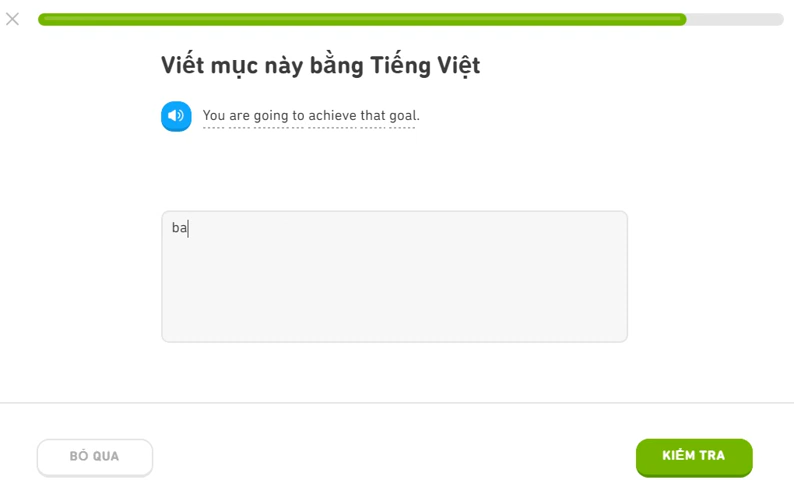 Viết mục này bằng Tiếng Việt
You are going to achieve that goal.
ba
BỎ QUA
KIỂM TRA